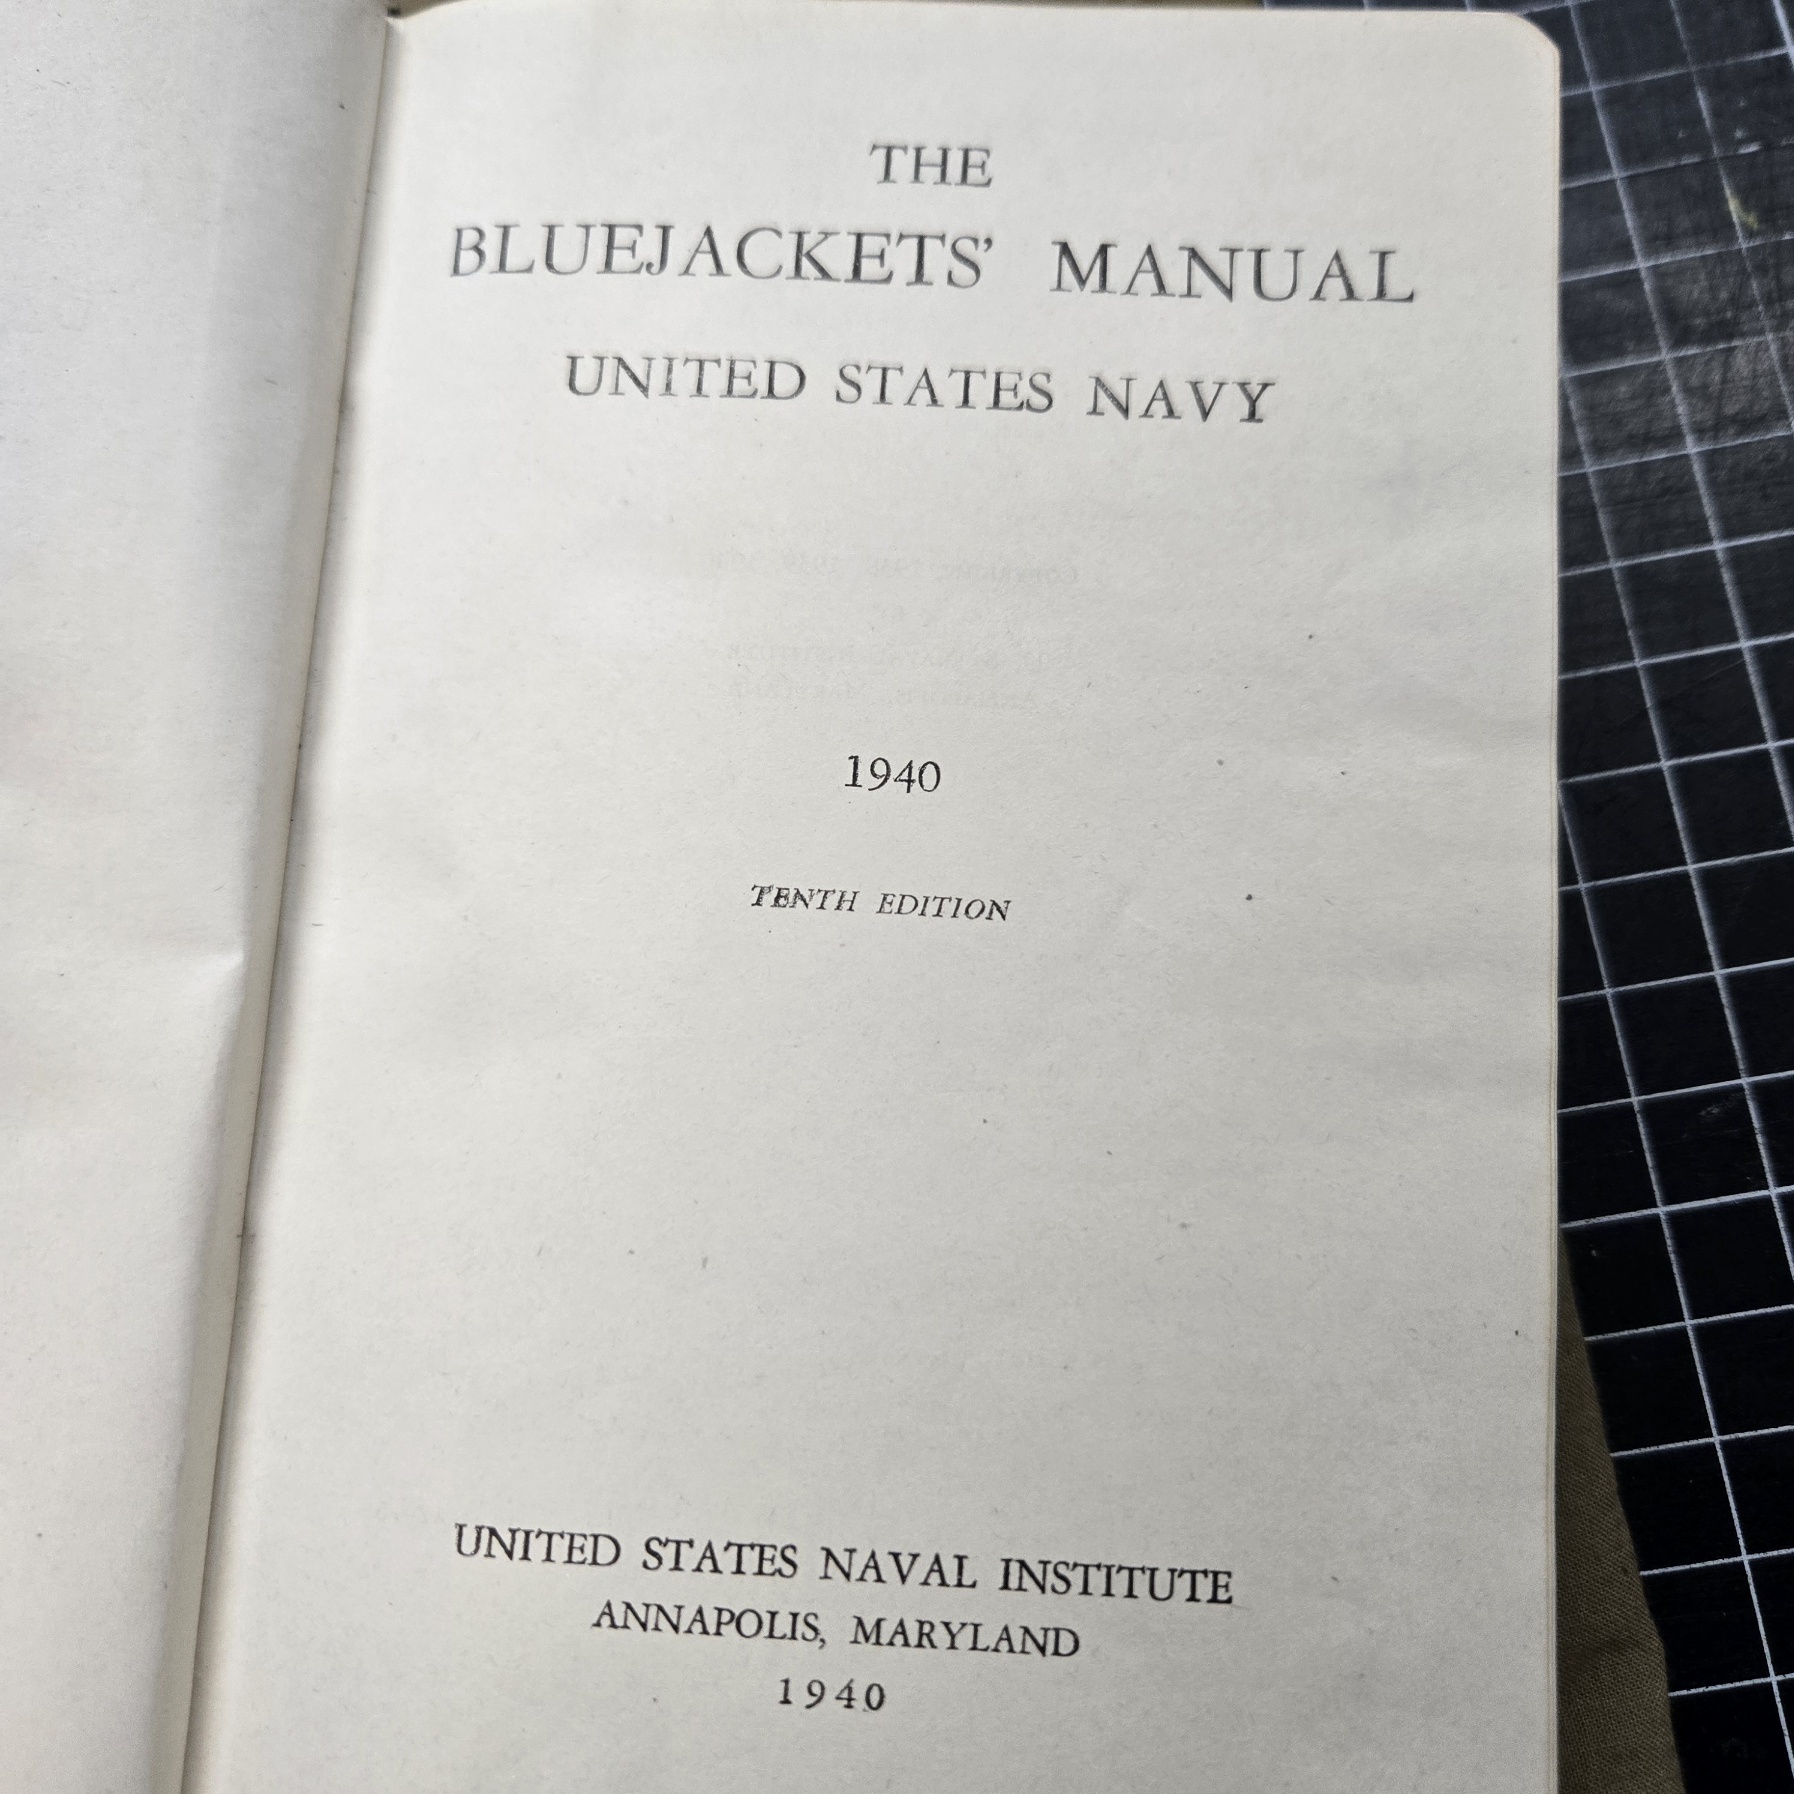 THE
BLUEJACKETS’ MANUAL
UNITED STATES NAVY
1940
TENTH EDITION
UNITED STATES NAVAL INSTITUTE
ANNAPOLIS, MARYLAND
1940